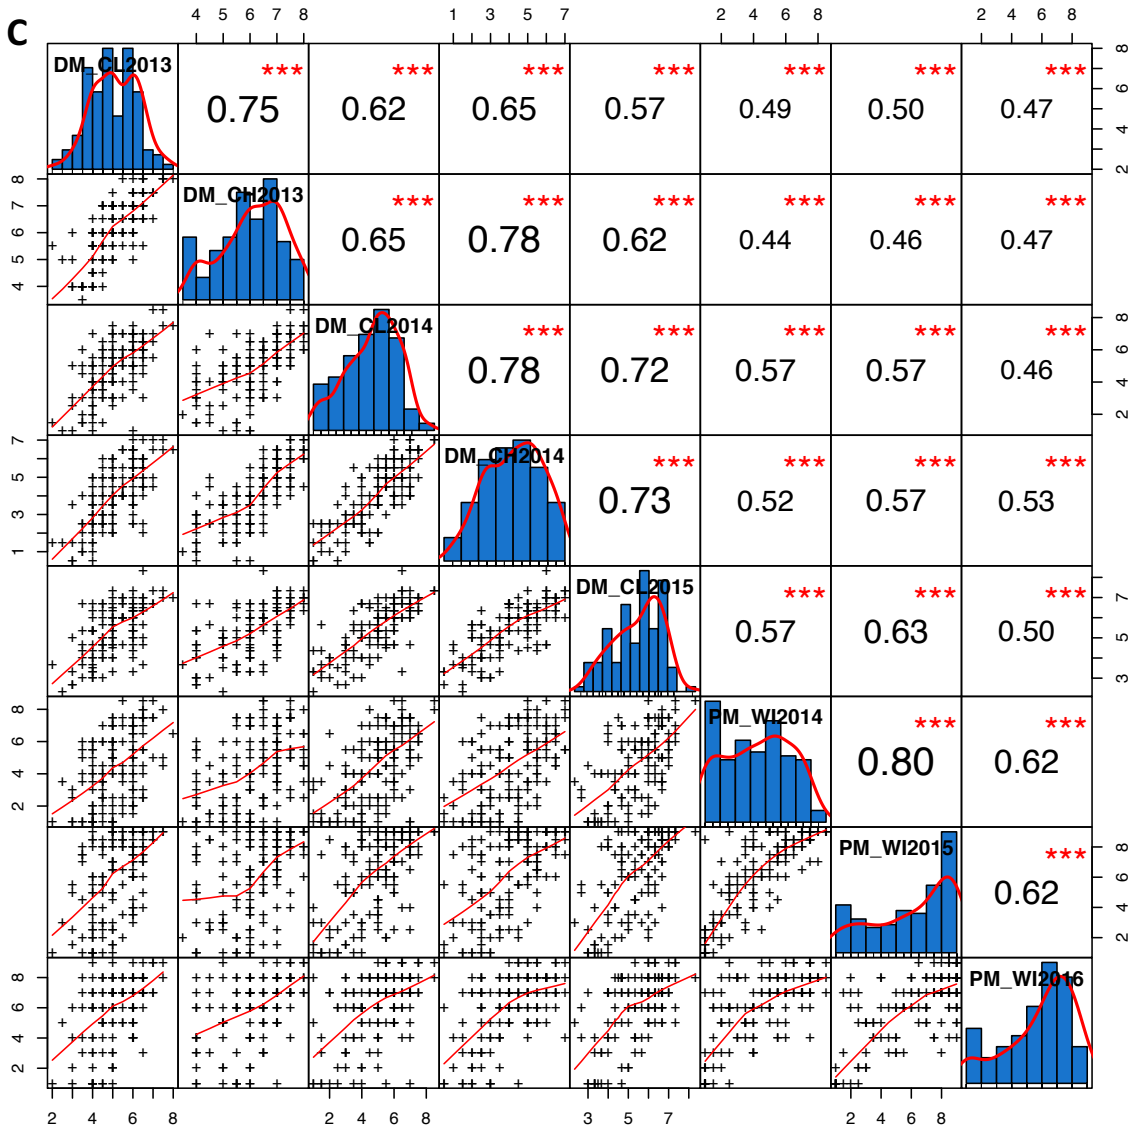 C
4 5 6 7 8 1 3 5 7 2 4 6 8 2 4 6 8
DM_CL2013 *** 0.75 *** 0.62 *** 0.65 *** 0.57 *** 0.49 *** 0.50 *** 0.47 2 4 6 8
4 5 6 7 8 DM_CH2013 *** 0.65 *** 0.78 *** 0.62 *** 0.44 *** 0.46 *** 0.47
DM_CL2014 *** 0.78 *** 0.72 *** 0.57 *** 0.57 *** 0.46 2 4 6 8
1 3 5 7 DM_CH2014 *** 0.73 *** 0.52 *** 0.57 *** 0.53
DM_CL2015 *** 0.57 *** 0.63 *** 0.50 3 5 7
2 4 6 8 PM_WI2014 *** 0.80 *** 0.62
PM_WI2015 *** 0.62 2 4 6 8
2 4 6 8 PM_WI2016
2 4 6 8 2 4 6 8 3 5 7 2 4 6 8